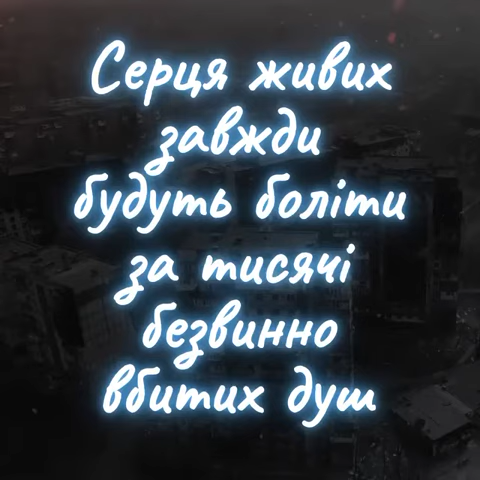 Серця живих
завжди
будуть боліти
за тисячі
безвинно
вбитих душ